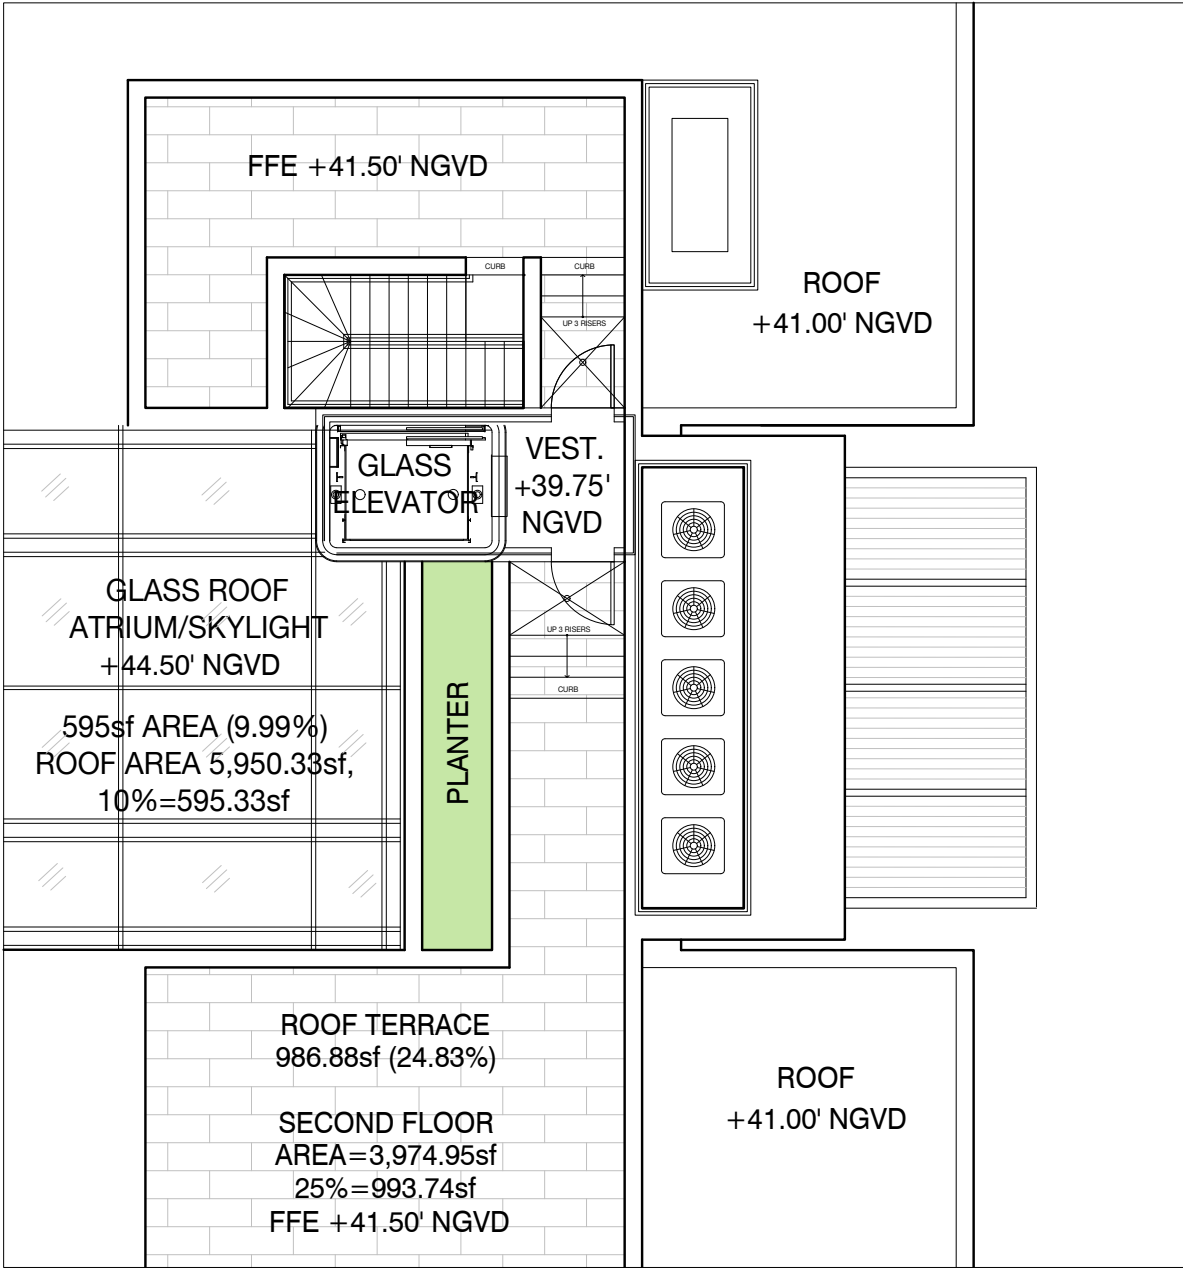 FFE +41.50' NGVD
CURB
CURB
ROOF
+41.00' NGVD
UP 3 RISERS
GLASS
ELEVATOR
VEST.
+39.75'
NGVD
GLASS ROOF
ATRIUM/SKYLIGHT
+44.50' NGVD
595sf AREA (9.99%)
ROOF AREA 5,950.33sf,
10%=595.33sf
PLANTER
UP 3 RISERS
CURB
ROOF TERRACE
986.88sf (24.83%)
SECOND FLOOR
AREA=3,974.95sf
25%=993.74sf
FFE +41.50' NGVD
ROOF
+41.00' NGVD